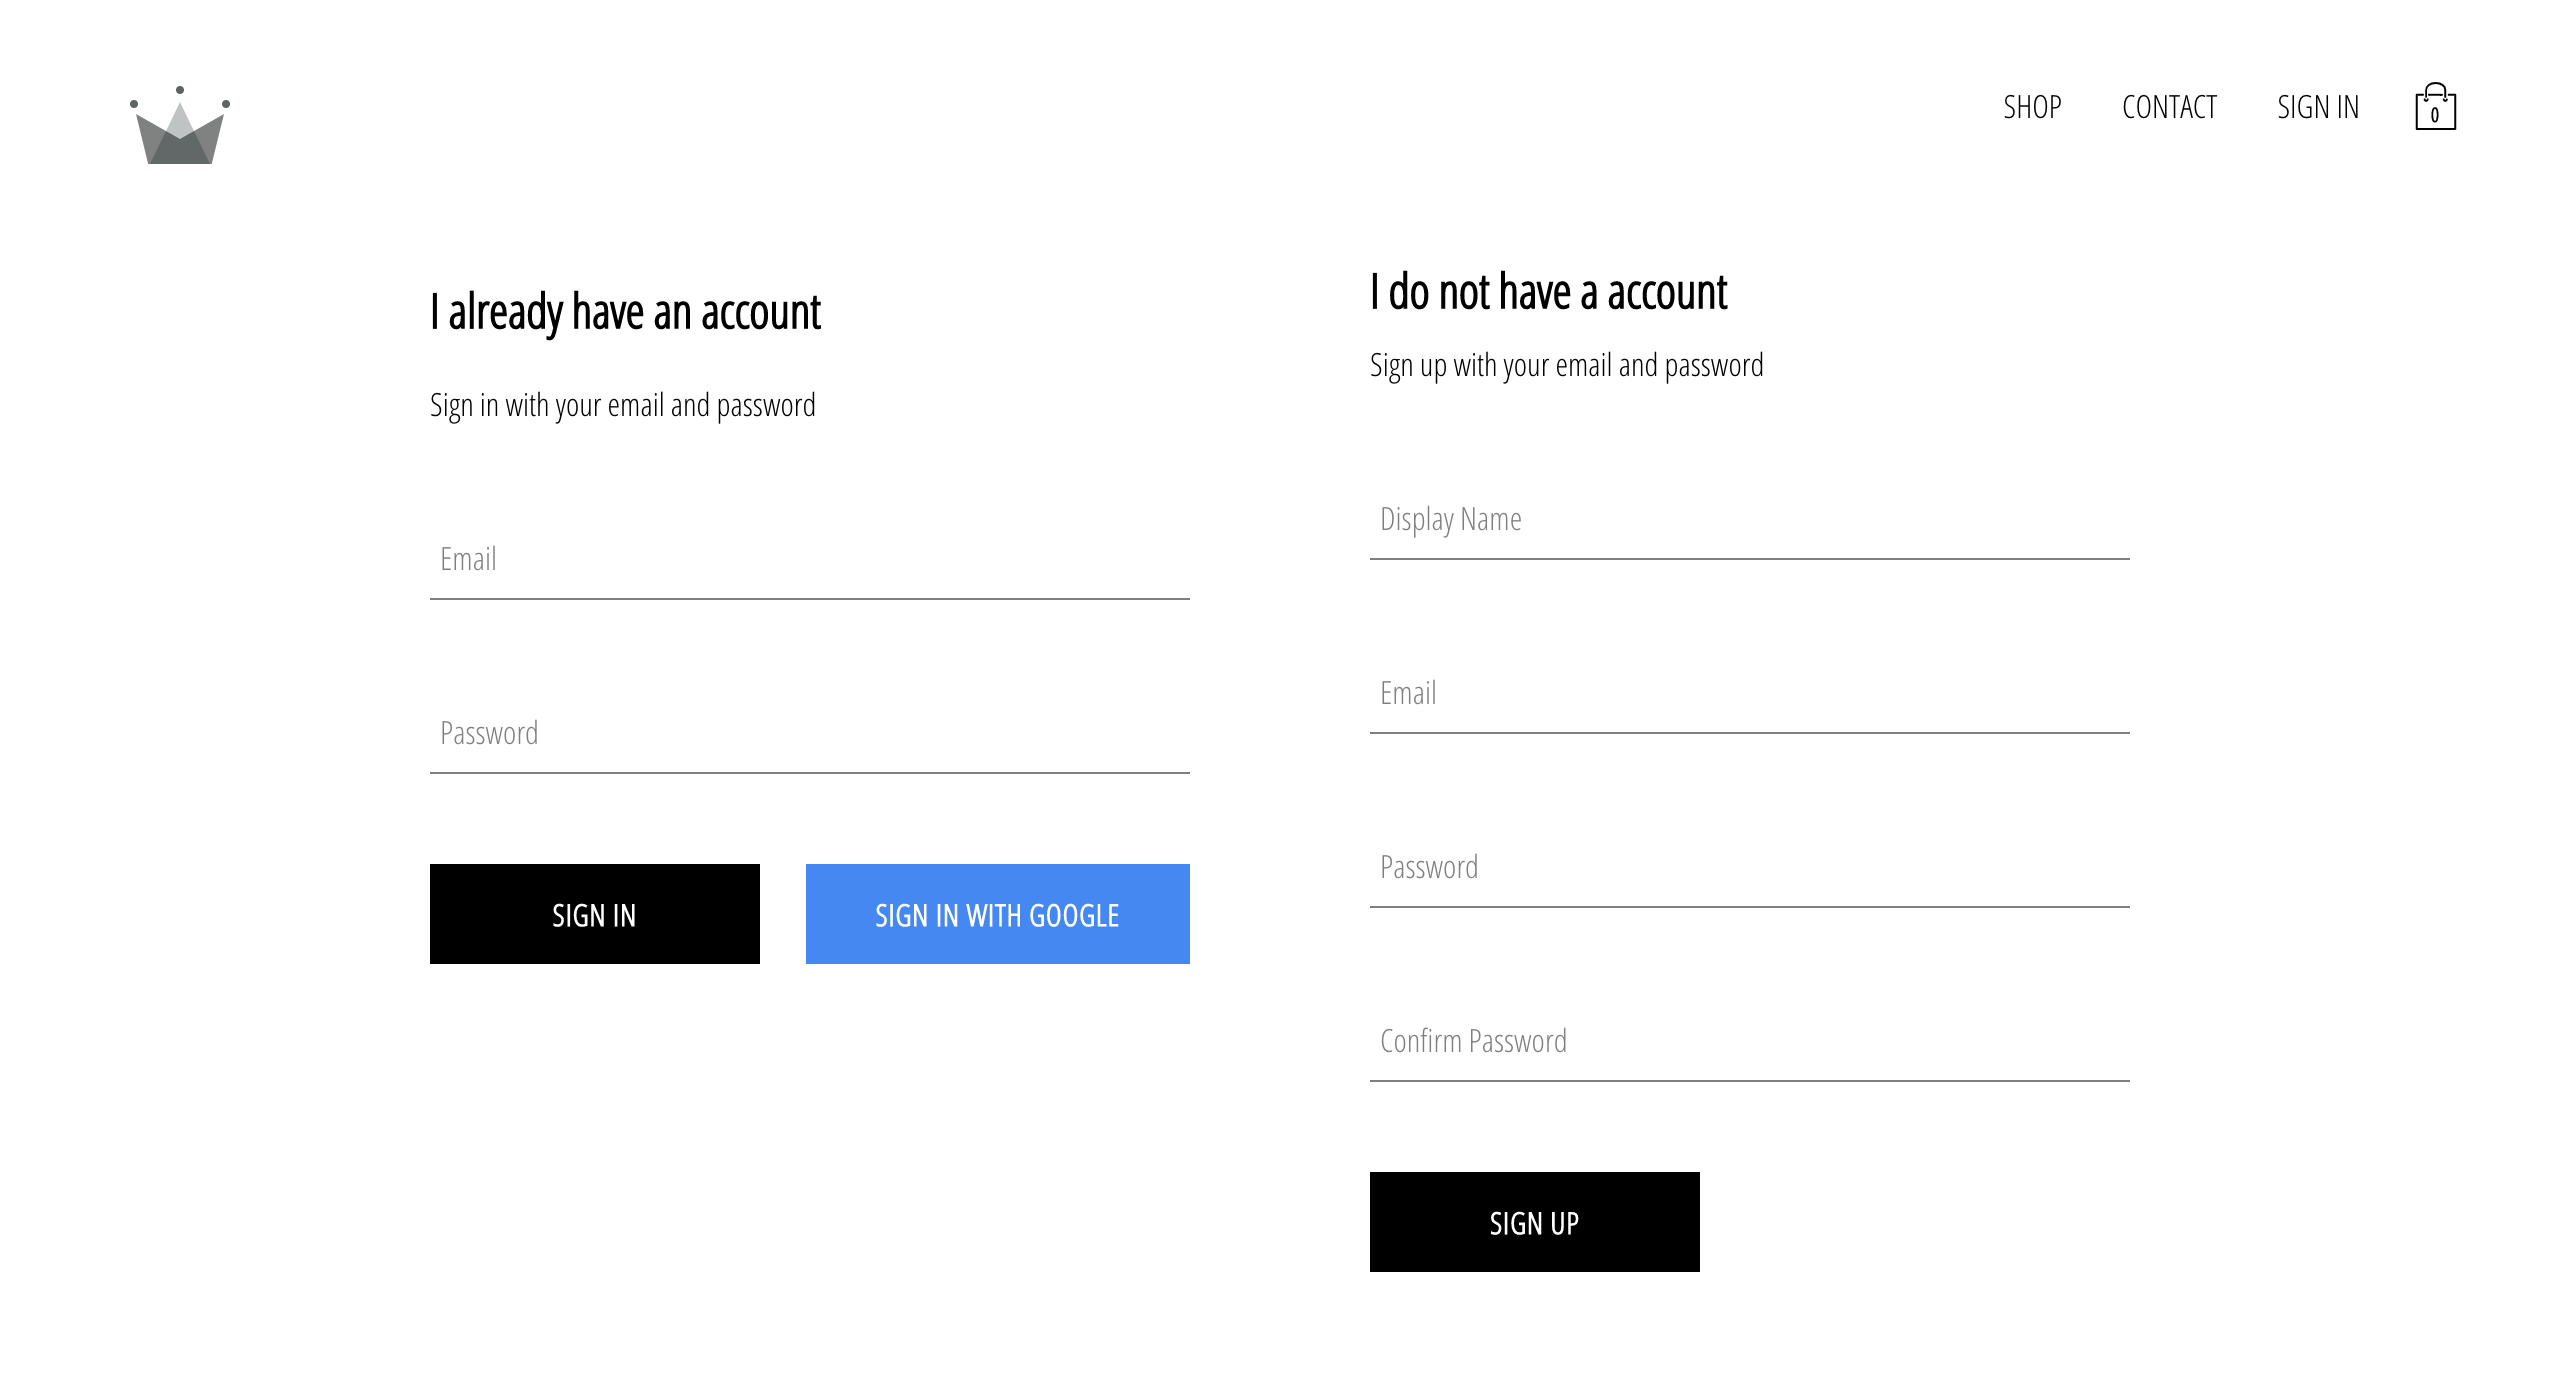 SHOP
CONTACT
SIGN IN
0
I already have an account
Sign in with your email and password
Email
Password
SIGN IN
SIGN IN WITH GOOGLE
I do not have a account
Sign up with your email and password
Display Name
Email
Password
Confirm Password
SIGN UP